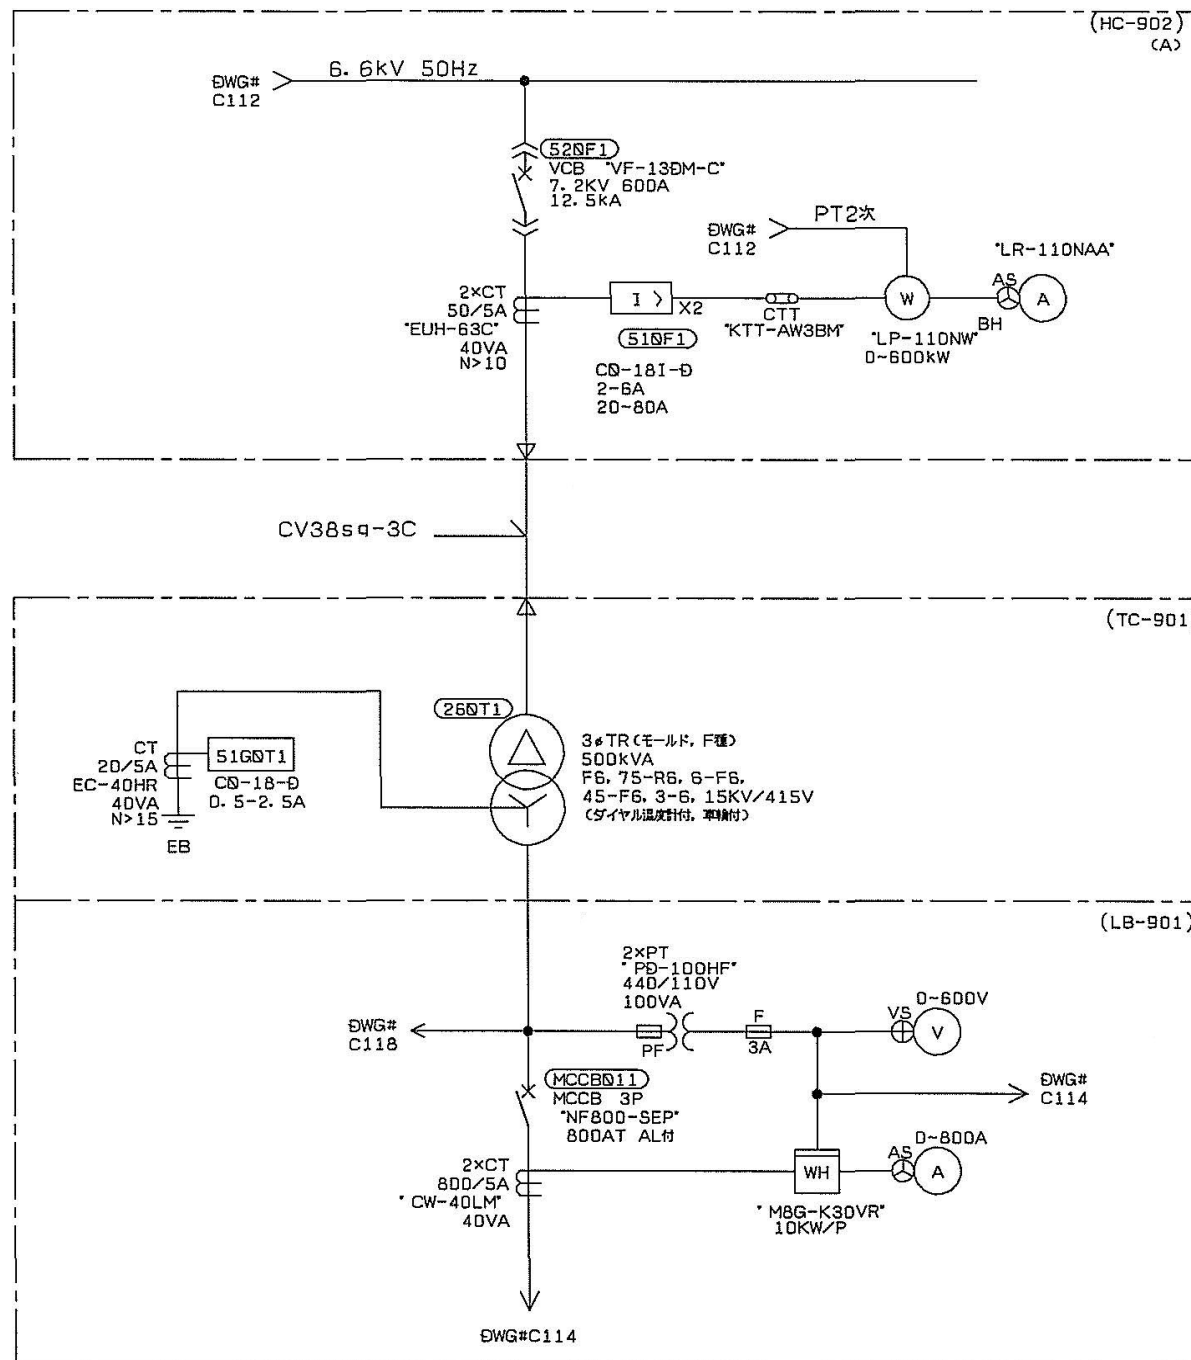 (HC-902)
(A)
6.6kV 50Hz
DWG#
C112
520F1
VCB "VF-13DM-C"
7.2KV 600A
12.5kA
DWG#
C112
PT2次
"LR-110NAA"
2×CT
50/5A
"EUH-63C"
40VA
N>10
I >
X2
510F1
CO-18I-D
2-6A
20-80A
CTT
"KTT-AW3BM"
W
"LP-110NW"
0~600kW
AS
A
BH
CV38sq-3C
(TC-901
260T1
CT
20/5A
EC-40HR
40VA
N>15
EB
51G0T1
CO-18-D
0.5-2.5A
3φTR(モールド, F種)
500kVA
F6.75-R6.6-F6.
45-F6.3-6.15KV/415V
(ダイヤル温度計付, 車輪付)
(LB-901)
2×PT
"PD-100HF"
440/110V
100VA
DWG#
C118
PF
F
3A
VS
0~600V
V
DWG#
C114
MCCB011
MCCB 3P
"NF800-SEP"
800AT AL付
2×CT
800/5A
"CW-40LM"
40VA
WH
"M8G-K30VR"
10KW/P
AS
0~800A
A
DWG#C114